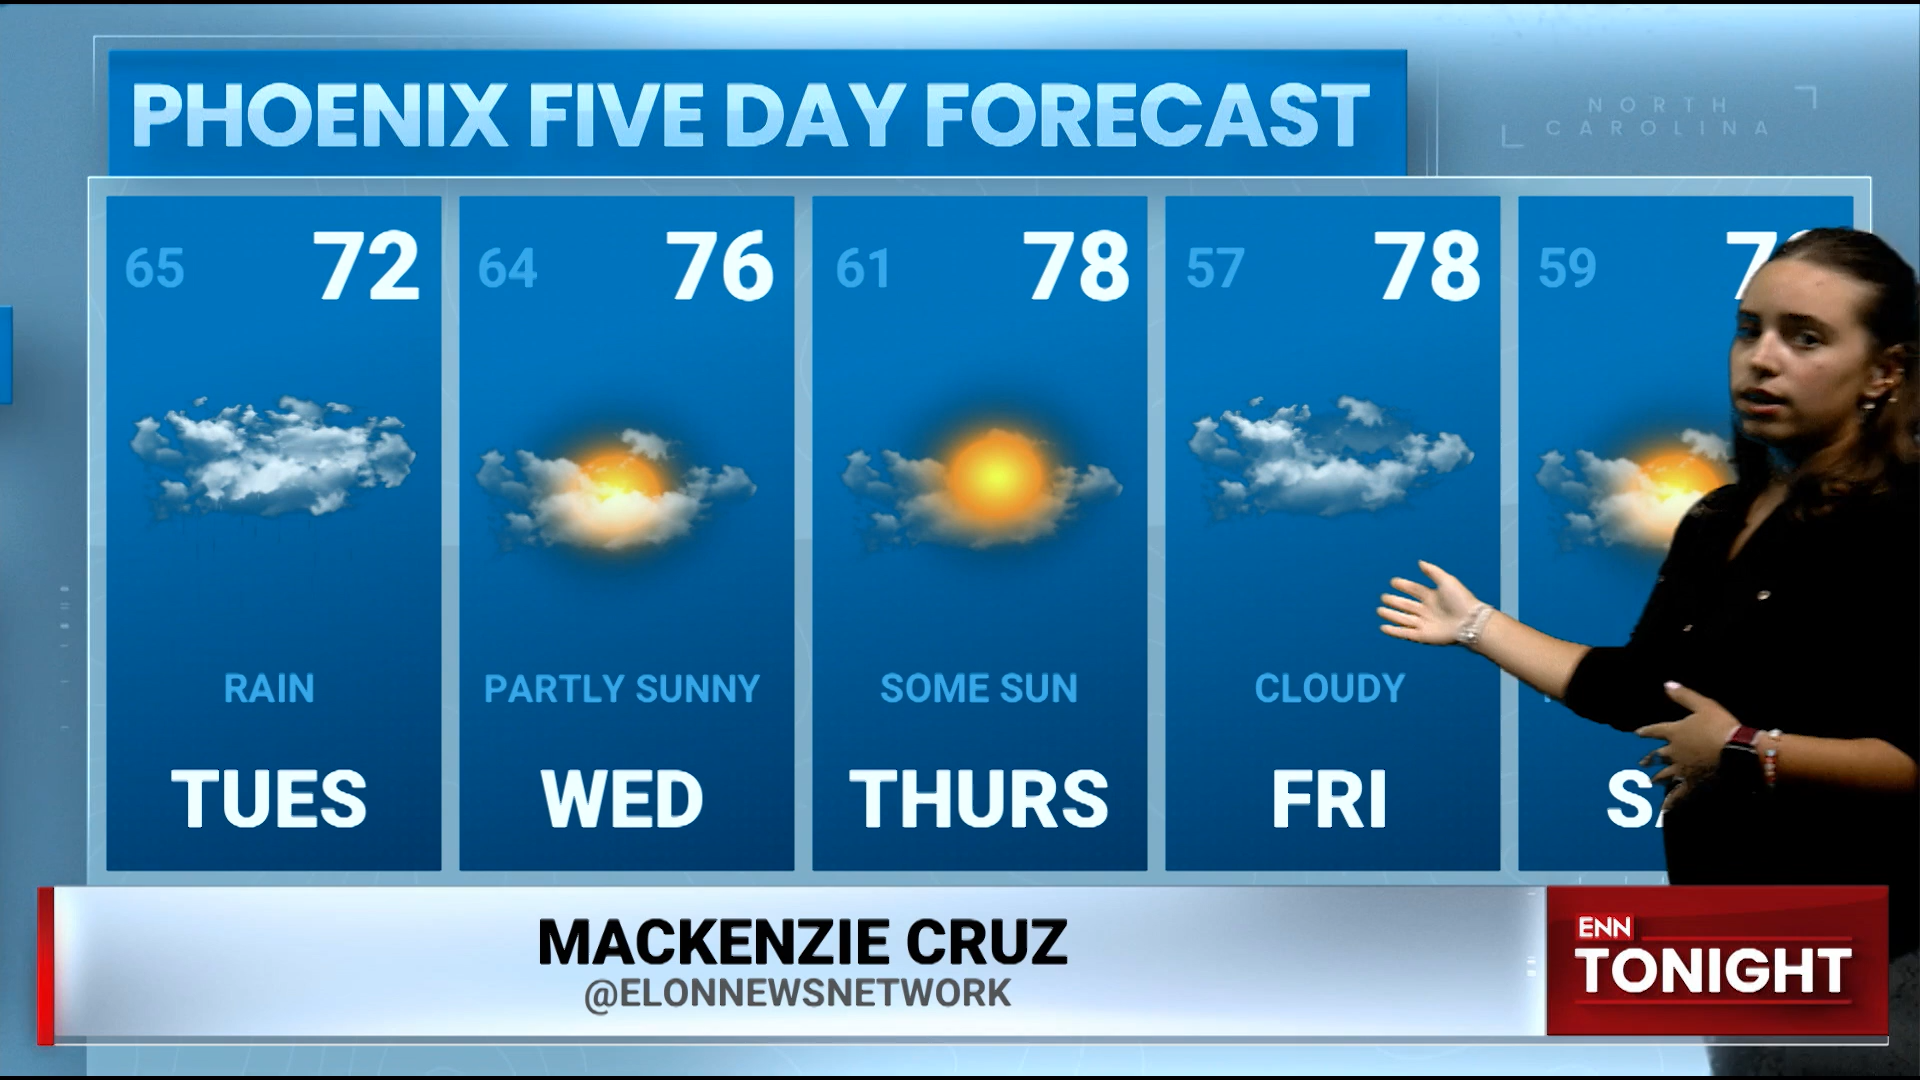 PHOENIX FIVE DAY FORECAST
NORTH
CAROLINA
65 72
64 76
61 78
57 78
59
RAIN
PARTLY SUNNY
SOME SUN
CLOUDY
TUES
WED
THURS
FRI
MACKENZIE CRUZ
@ELONNEWSNETWORK
ENN
TONIGHT